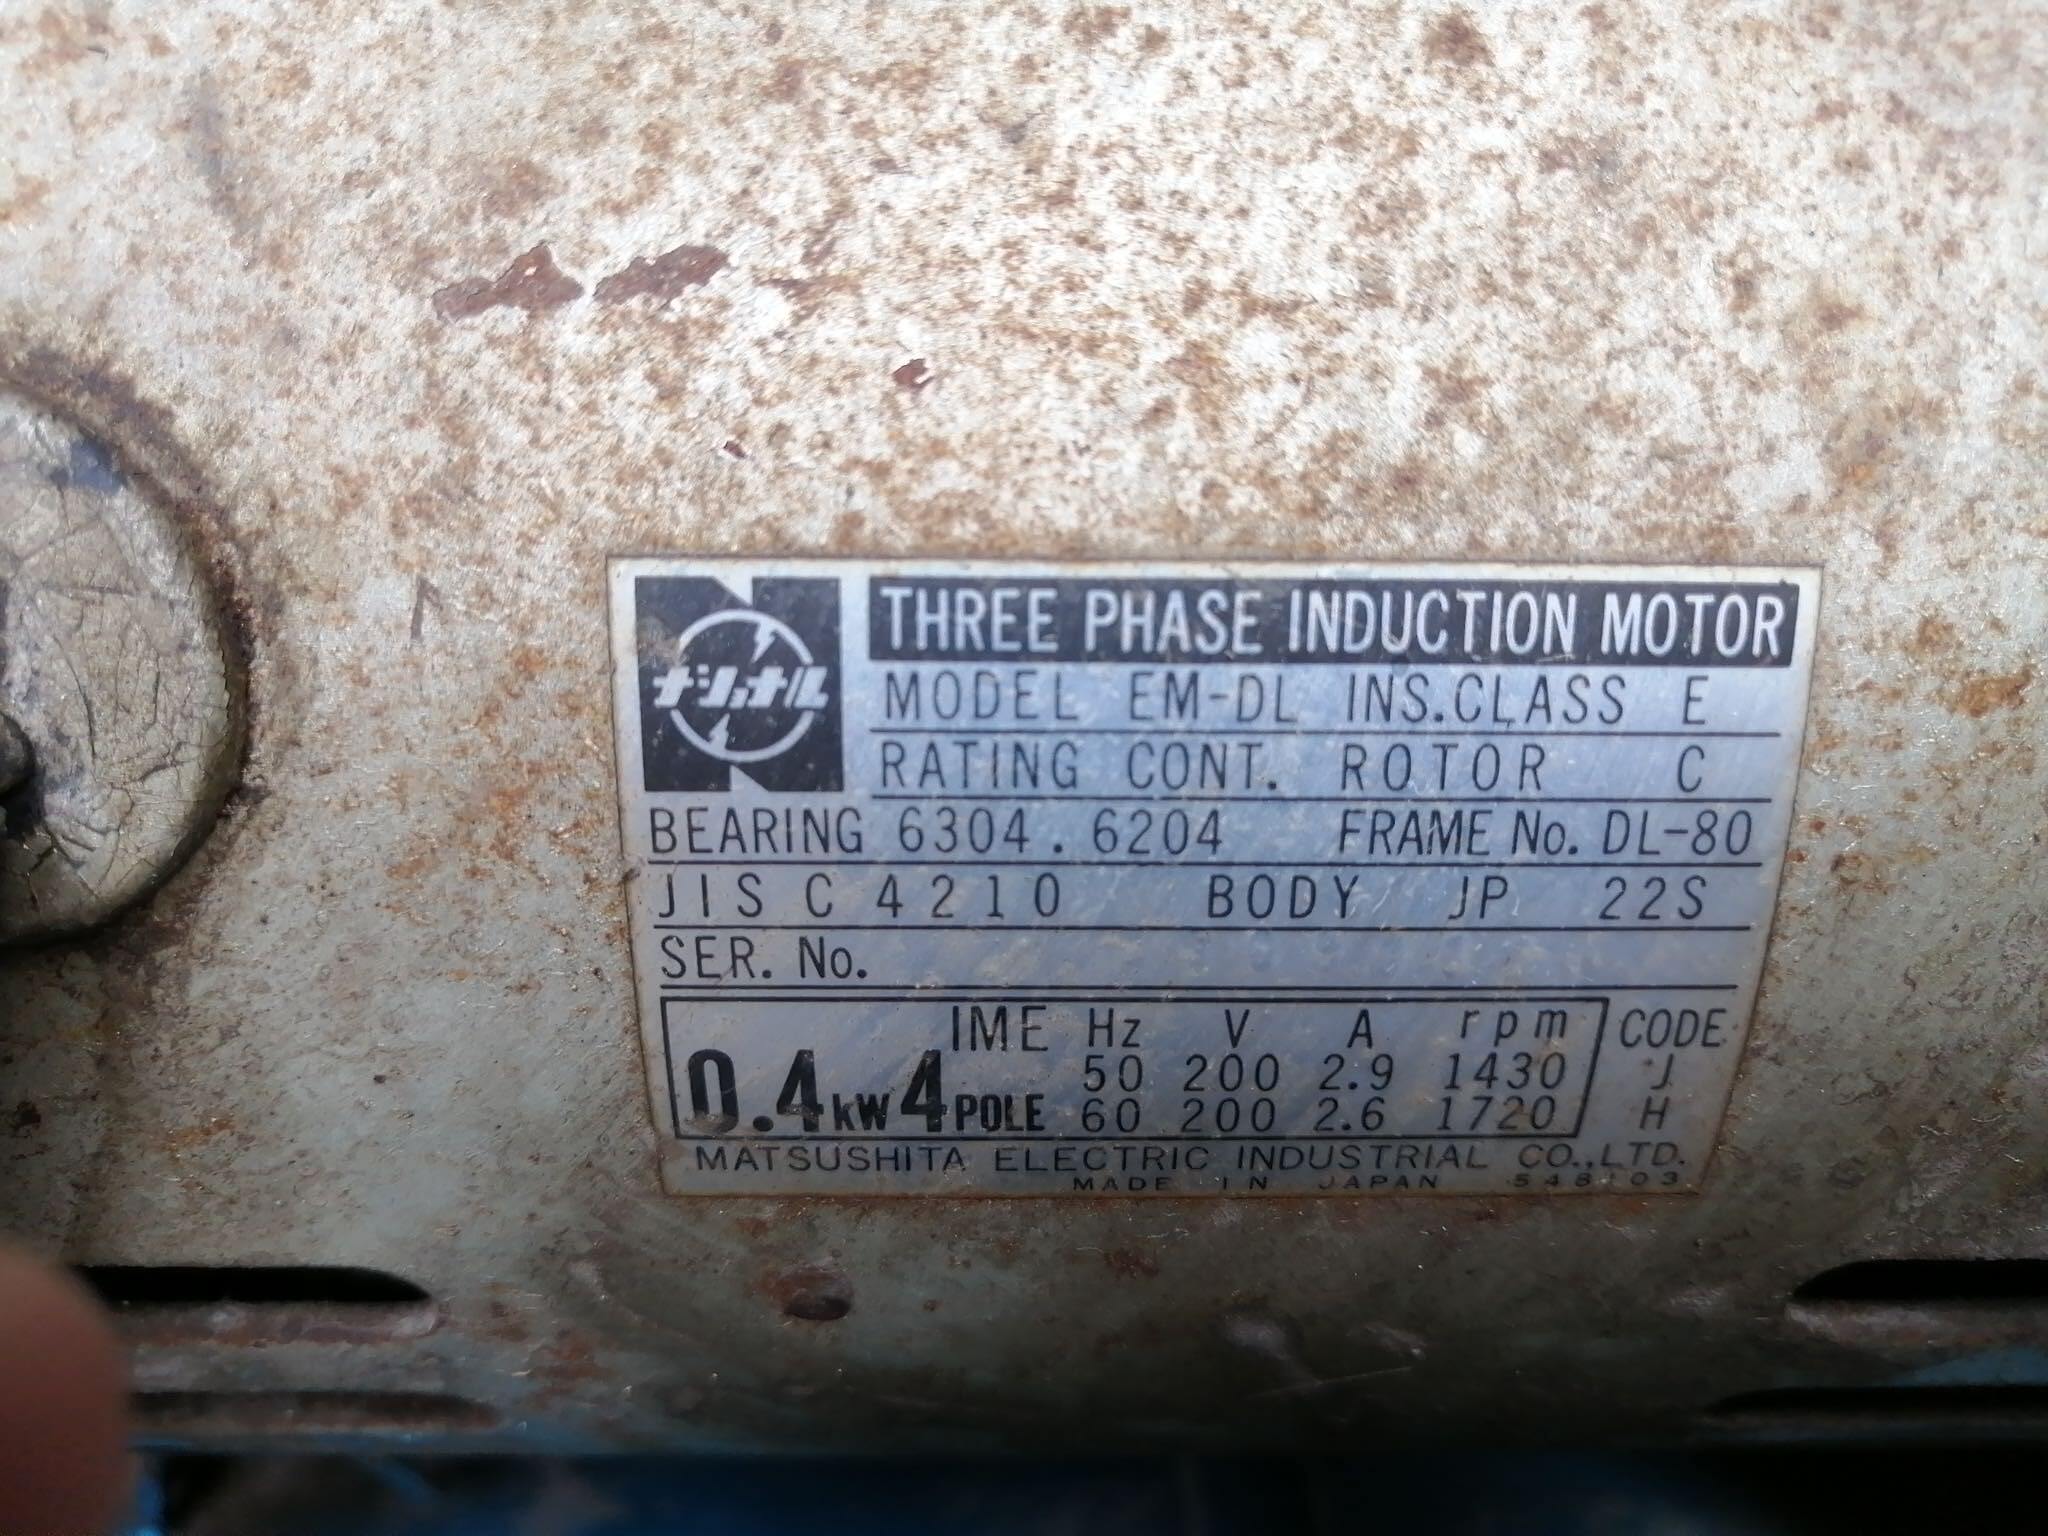 ナショナル
THREE PHASE INDUCTION MOTOR
MODEL EM-DL INS.CLASS E
RATING CONT. ROTOR C
BEARING 6304.6204 FRAME No. DL-80
JIS C 4210 BODY JP 22S
SER. No.
IME Hz V A rpm CODE
50 200 2.9 1430 J
0.4kW 4POLE 60 200 2.6 1720 H
MATSUSHITA ELECTRIC INDUSTRIAL CO.,LTD.
MADE IN JAPAN